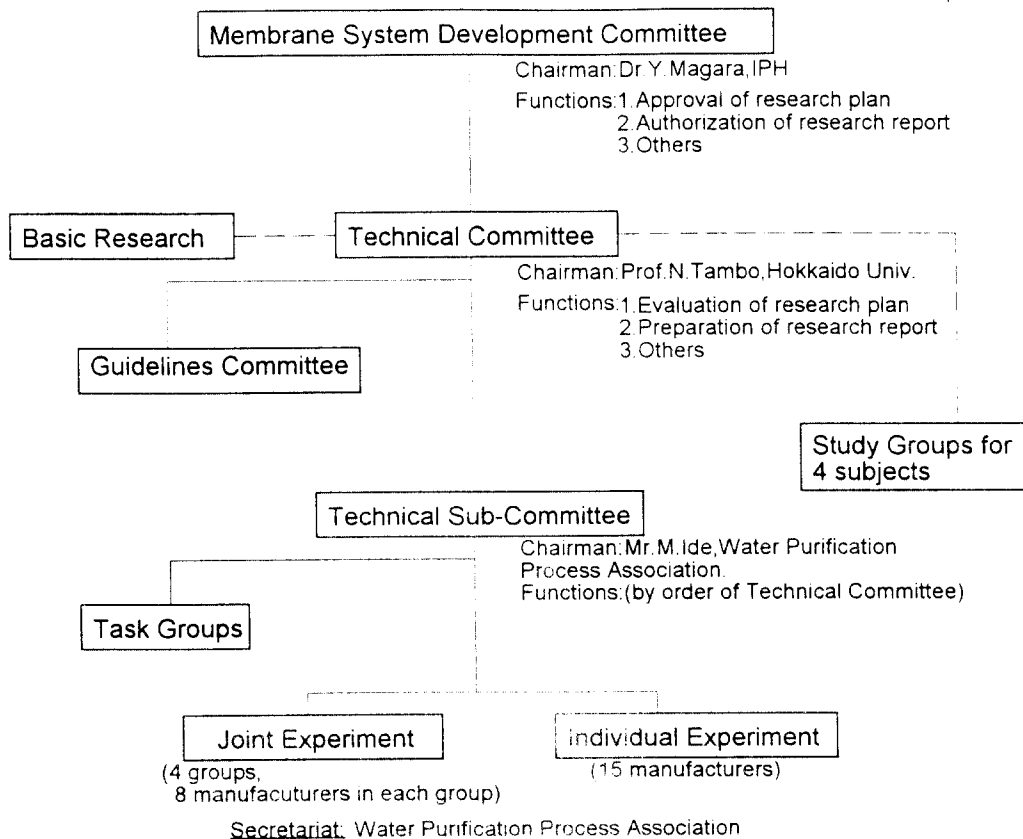 Membrane System Development Committee
Chairman:Dr.Y.Magara,IPH
Functions:1.Approval of research plan
2.Authorization of research report
3.Others
Basic Research
Technical Committee
Chairman:Prof.N.Tambo,Hokkaido Univ.
Functions:1.Evaluation of research plan
2.Preparation of research report
3.Others
Guidelines Committee
Study Groups for
4 subjects
Technical Sub-Committee
Chairman:Mr.M.Ide,Water Purification
Process Association.
Functions:(by order of Technical Committee)
Task Groups
Joint Experiment
(4 groups,
8 manufacuturers in each group)
Individual Experiment
(15 manufacturers)
Secretariat: Water Purification Process Association